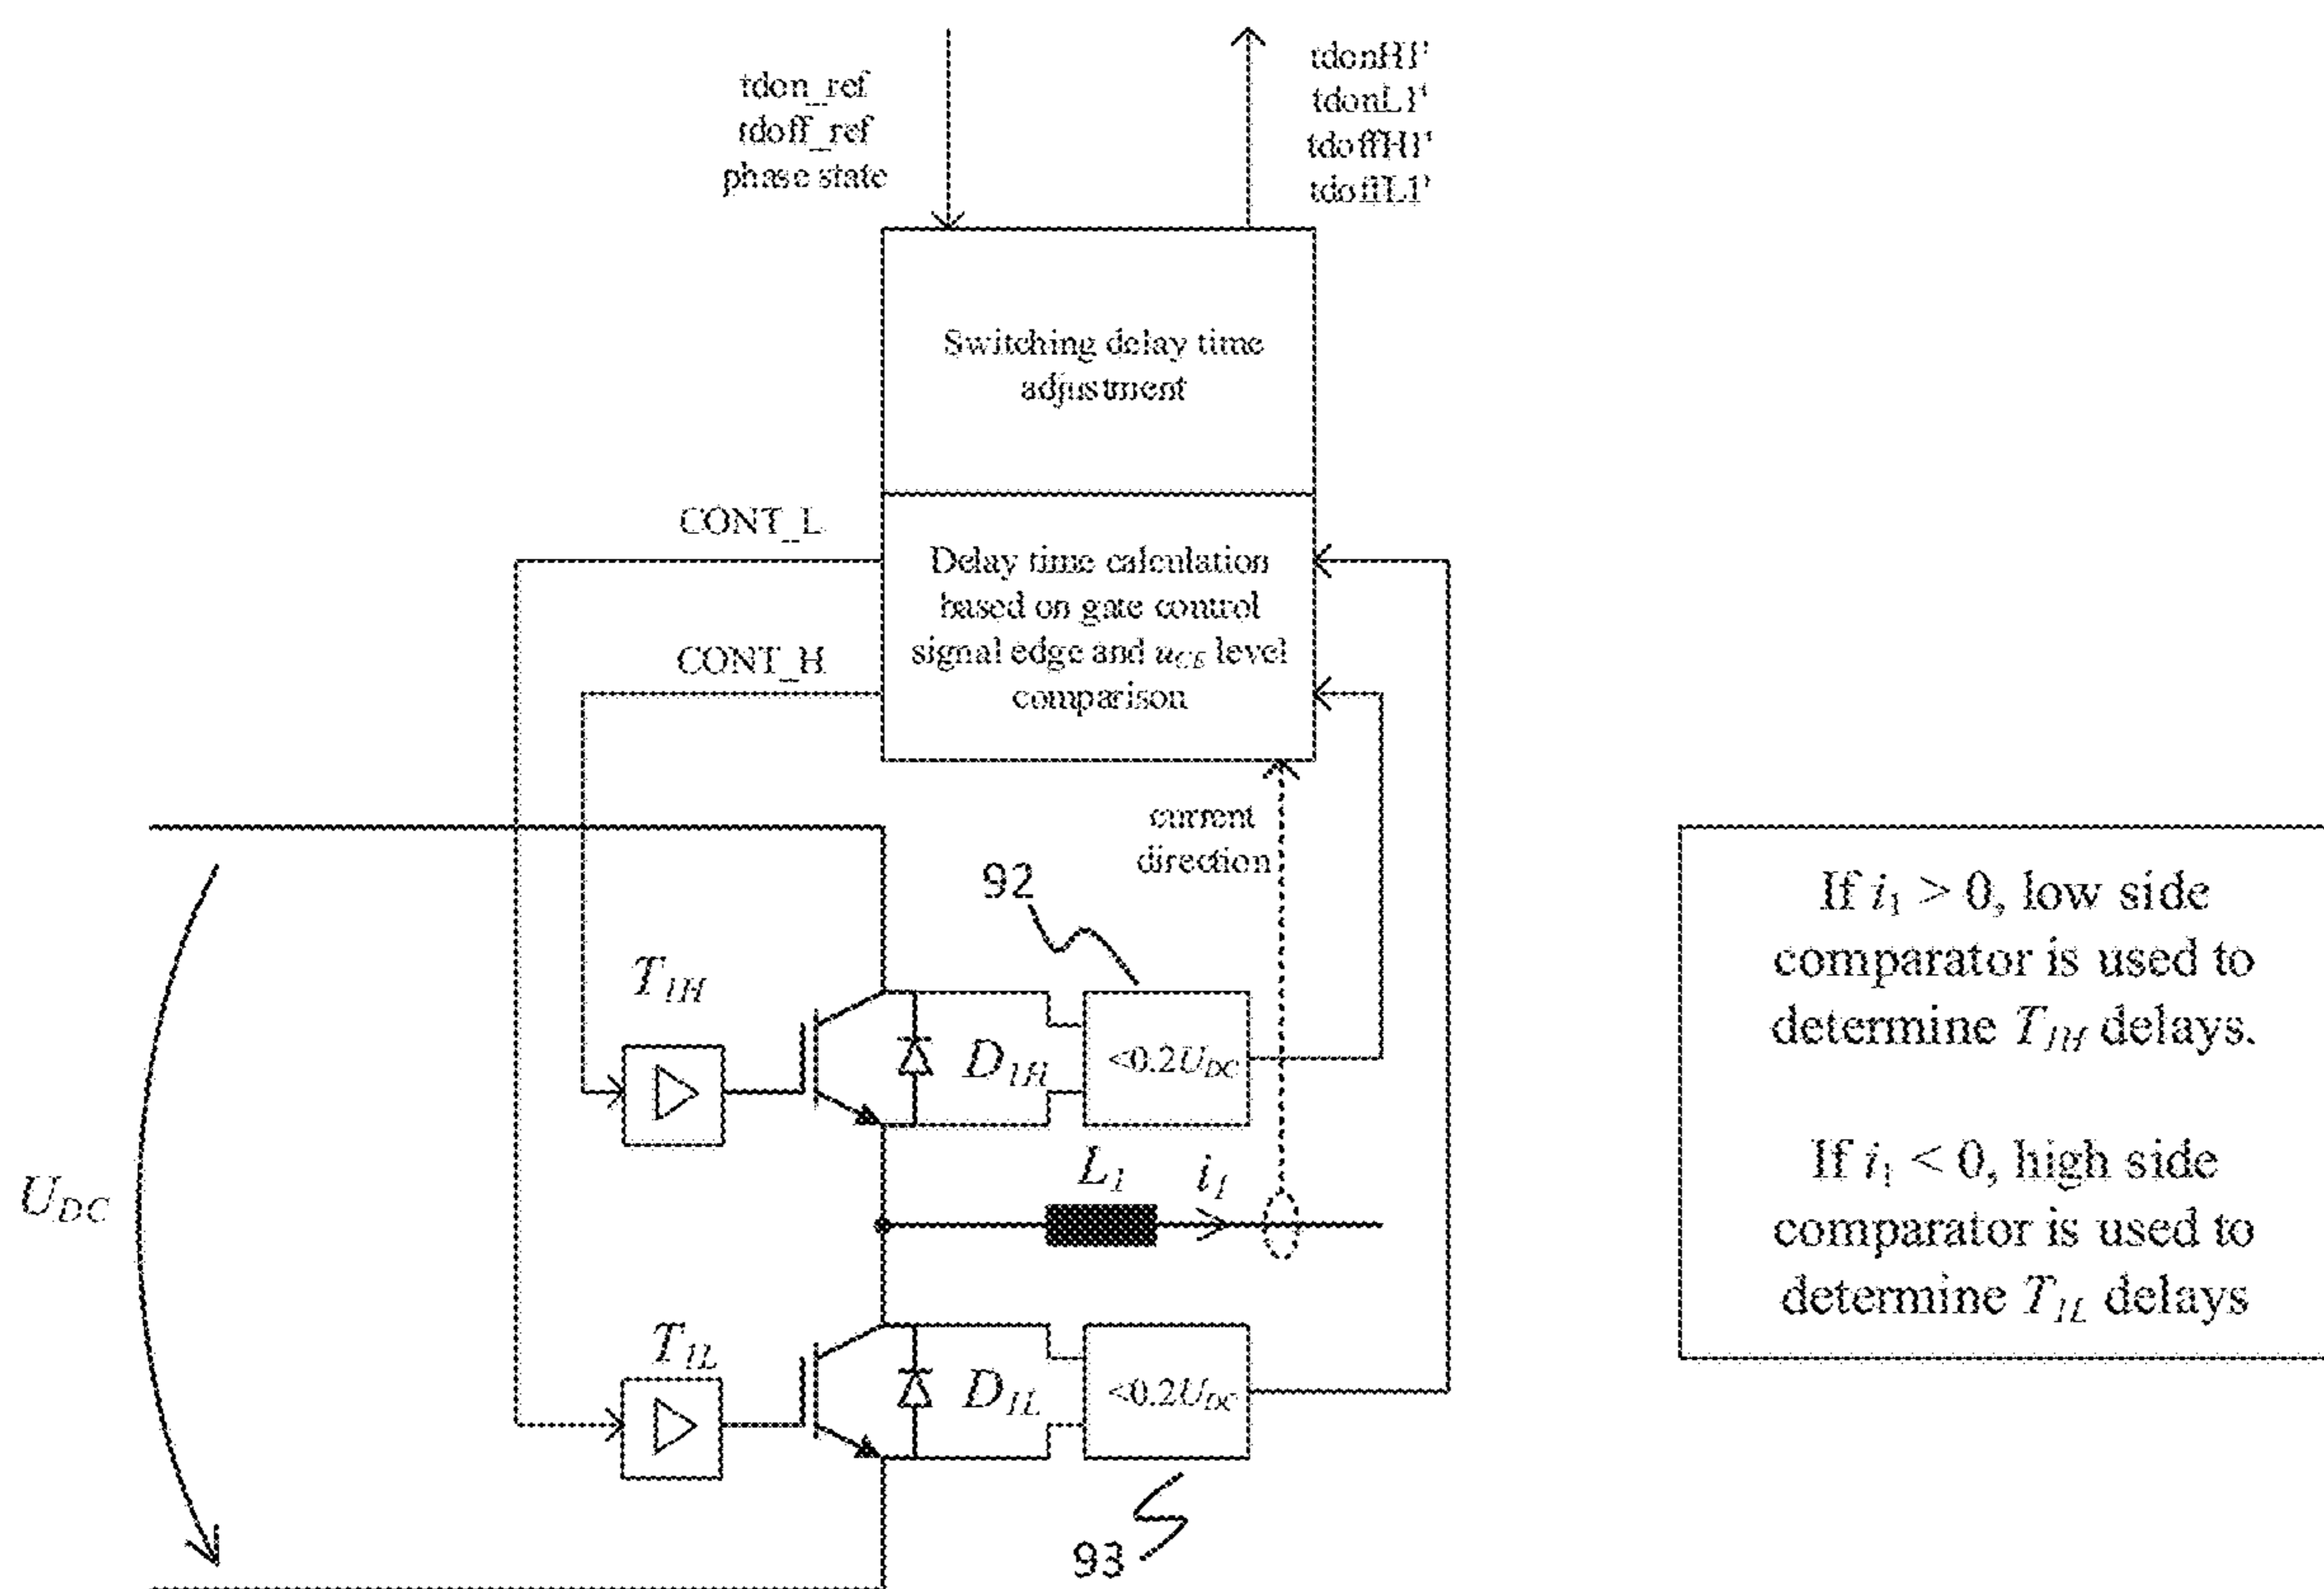 tdon_ref
tdoff_ref
phase state
tdonH1'
tdonL1'
tdoffH1'
tdoffL1'
Switching delay time
adjustment
CONT_L
CONT_H
Delay time calculation
based on gate control
signal edge and uCE level
comparison
current
direction
92
T1H
D1H
<0.2UDC
UDC
L1
i1
T1L
D1L
<0.2UDC
93
If i1 > 0, low side
comparator is used to
determine T1H delays.
If i1 < 0, high side
comparator is used to
determine T1L delays